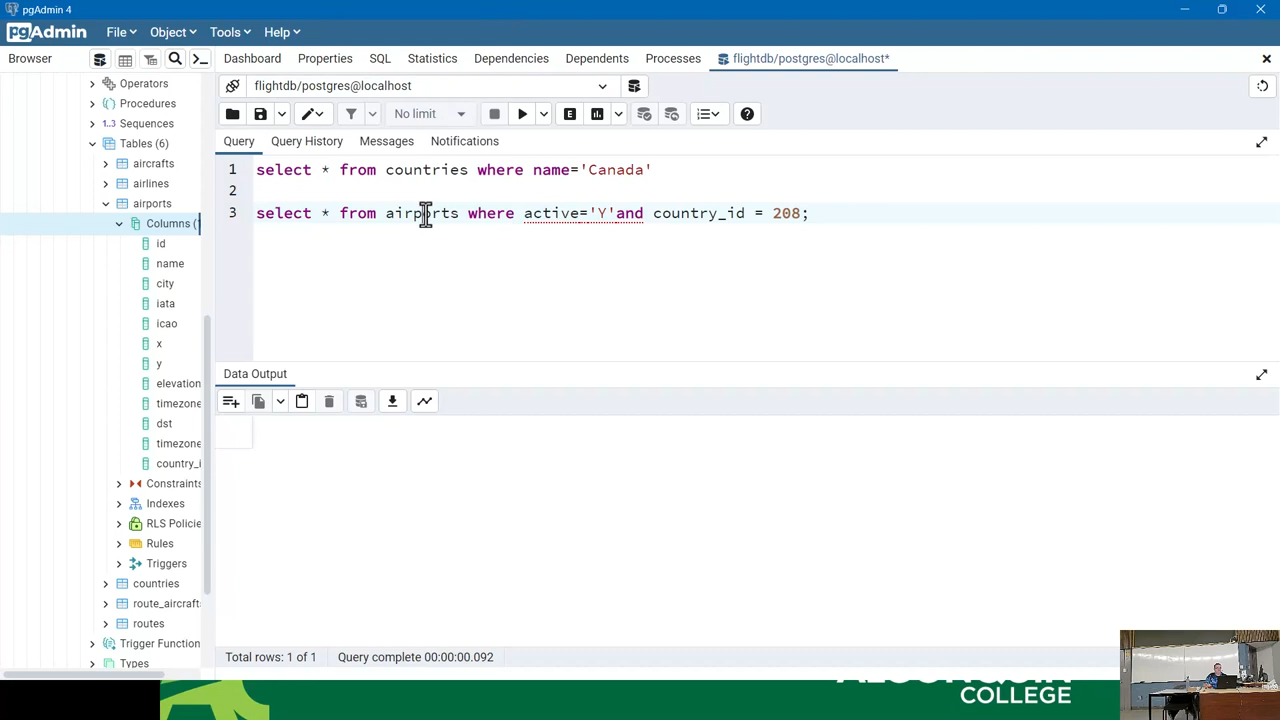 pgAdmin 4
pgAdmin File Object Tools Help
Browser Dashboard Properties SQL Statistics Dependencies Dependents Processes flightdb/postgres@localhost*
flightdb/postgres@localhost
No limit
Query Query History Messages Notifications
1 select * from countries where name='Canada'
2
3 select * from airports where active='Y'and country_id = 208;
Operators
Procedures
1..3 Sequences
Tables (6)
aircrafts
airlines
airports
Columns (
id
name
city
iata
icao
x
y
elevation
timezone
dst
timezone
country_i
Constraints
Indexes
RLS Policie
Rules
Triggers
countries
route_aircraft
routes
Trigger Function
Types
Data Output
Total rows: 1 of 1 Query complete 00:00:00.092
ALGONQUIN
COLLEGE